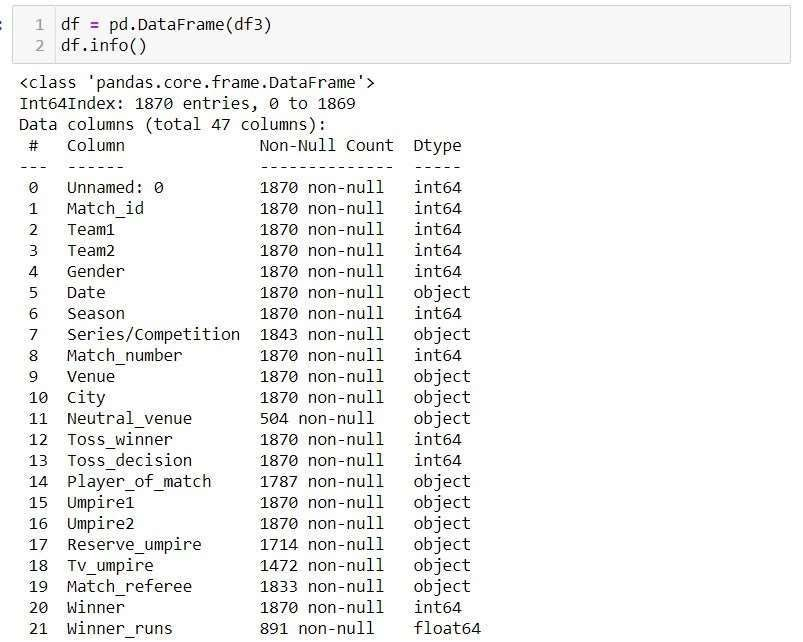 1 df = pd.DataFrame(df3)
2 df.info()
<class 'pandas.core.frame.DataFrame'>
Int64Index: 1870 entries, 0 to 1869
Data columns (total 47 columns):
 #   Column              Non-Null Count  Dtype
---  ------              --------------  -----
 0   Unnamed: 0          1870 non-null   int64
 1   Match_id            1870 non-null   int64
 2   Team1               1870 non-null   int64
 3   Team2               1870 non-null   int64
 4   Gender              1870 non-null   int64
 5   Date                1870 non-null   object
 6   Season              1870 non-null   int64
 7   Series/Competition  1843 non-null   object
 8   Match_number        1870 non-null   int64
 9   Venue               1870 non-null   object
 10  City                1870 non-null   object
 11  Neutral_venue       504 non-null    object
 12  Toss_winner         1870 non-null   int64
 13  Toss_decision       1870 non-null   int64
 14  Player_of_match     1787 non-null   object
 15  Umpire1             1870 non-null   object
 16  Umpire2             1870 non-null   object
 17  Reserve_umpire      1714 non-null   object
 18  Tv_umpire           1472 non-null   object
 19  Match_referee       1833 non-null   object
 20  Winner              1870 non-null   int64
 21  Winner_runs         891 non-null    float64